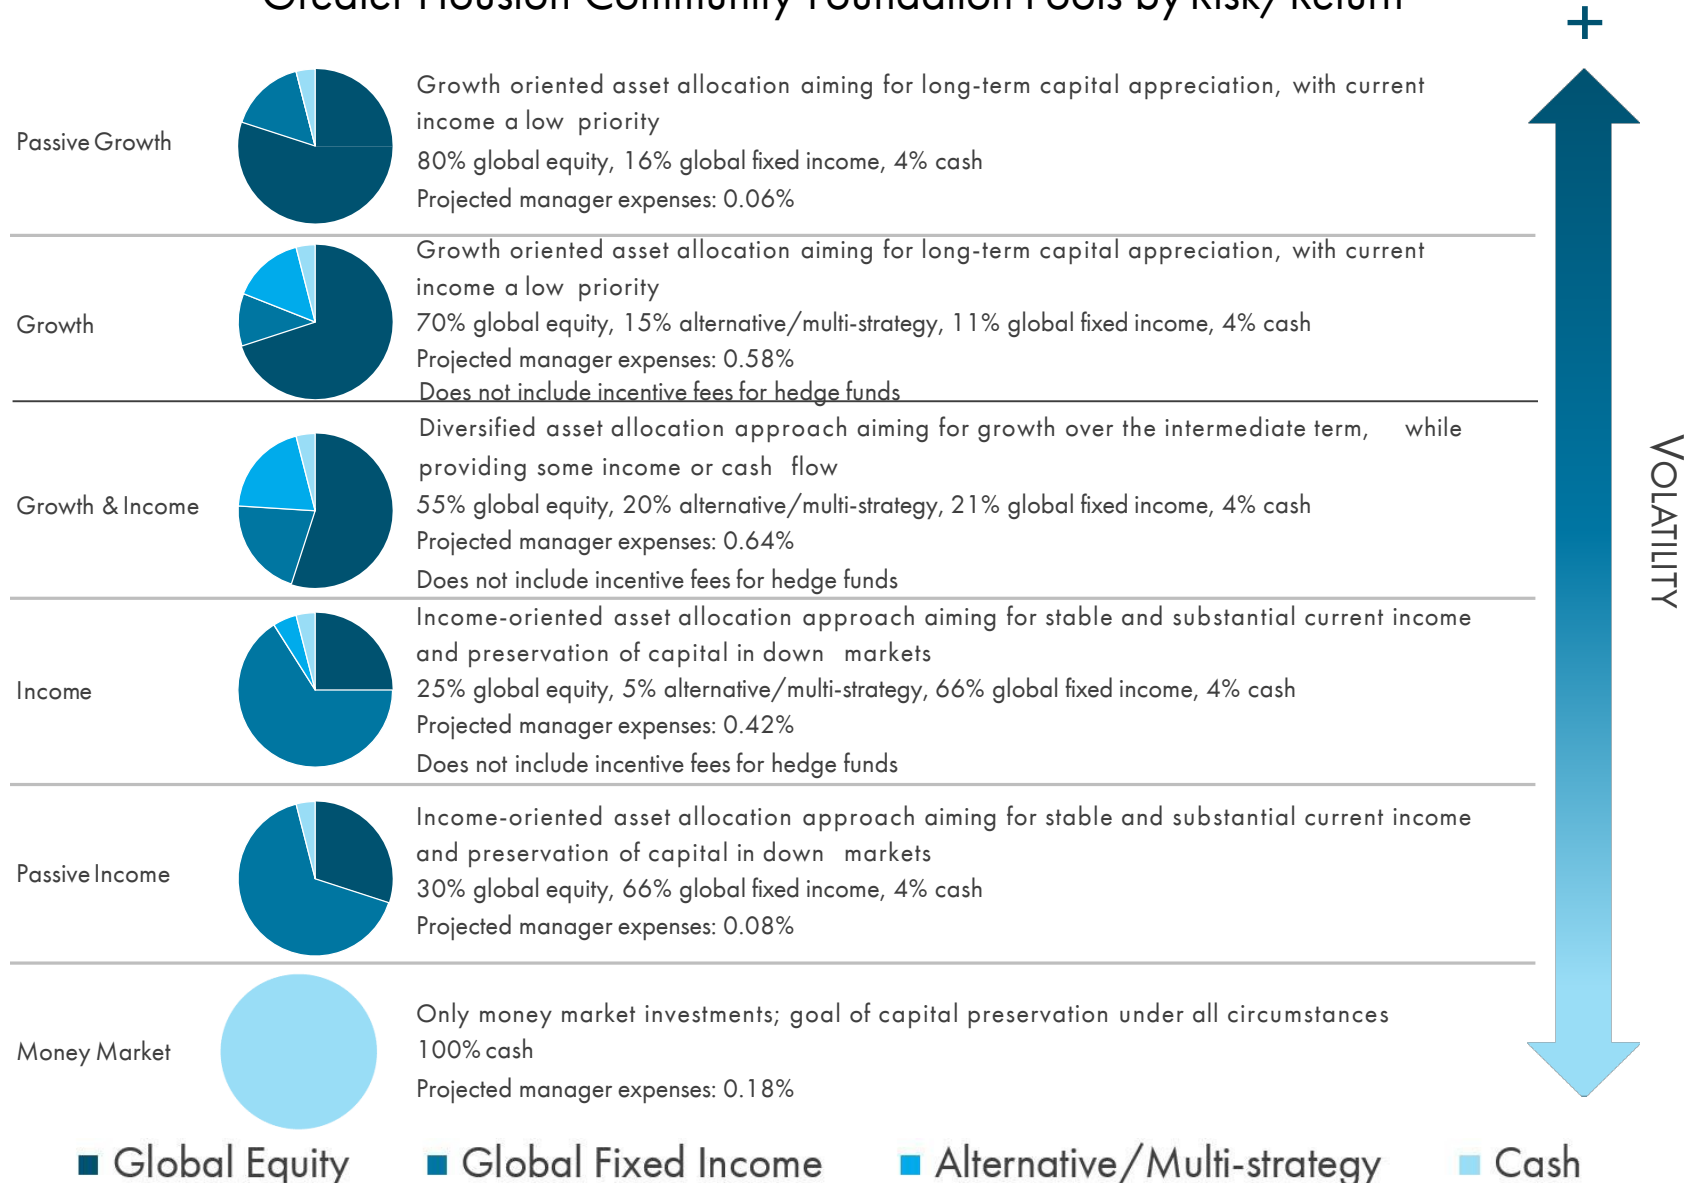 Greater Houston Community Foundation Pools by Risk/Return
+
Passive Growth
Growth oriented asset allocation aiming for long-term capital appreciation, with current
income a low priority
80% global equity, 16% global fixed income, 4% cash
Projected manager expenses: 0.06%
Growth
Growth oriented asset allocation aiming for long-term capital appreciation, with current
income a low priority
70% global equity, 15% alternative/multi-strategy, 11% global fixed income, 4% cash
Projected manager expenses: 0.58%
Does not include incentive fees for hedge funds
Growth & Income
Diversified asset allocation approach aiming for growth over the intermediate term, while
providing some income or cash flow
55% global equity, 20% alternative/multi-strategy, 21% global fixed income, 4% cash
Projected manager expenses: 0.64%
Does not include incentive fees for hedge funds
VOLATILITY
Income
Income-oriented asset allocation approach aiming for stable and substantial current income
and preservation of capital in down markets
25% global equity, 5% alternative/multi-strategy, 66% global fixed income, 4% cash
Projected manager expenses: 0.42%
Does not include incentive fees for hedge funds
Passive Income
Income-oriented asset allocation approach aiming for stable and substantial current income
and preservation of capital in down markets
30% global equity, 66% global fixed income, 4% cash
Projected manager expenses: 0.08%
Money Market
Only money market investments; goal of capital preservation under all circumstances
100% cash
Projected manager expenses: 0.18%
Global Equity
Global Fixed Income
Alternative/Multi-strategy
Cash